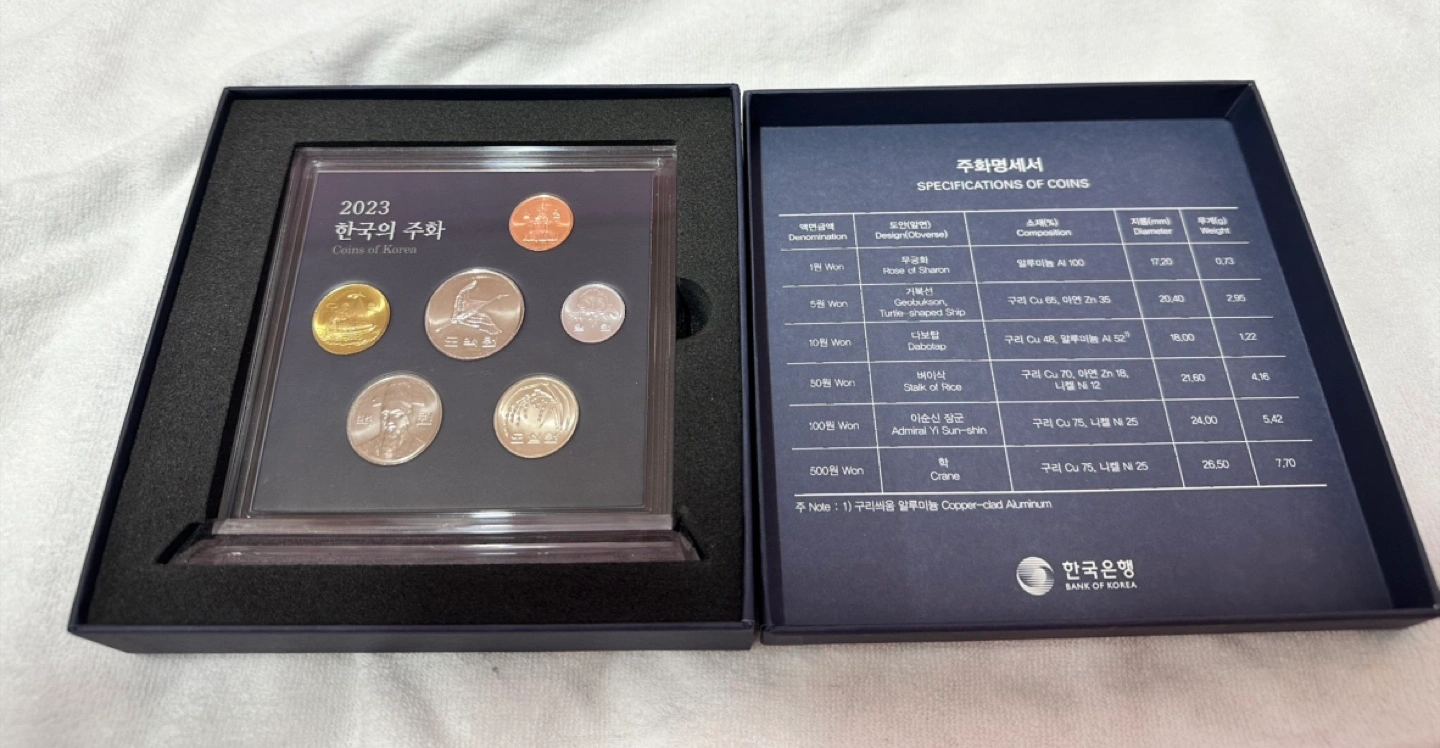 2023
한국의 주화
Coins of Korea
오백원
백원
오십원
주화명세서
SPECIFICATIONS OF COINS
액면금액 도안(앞면) 소재(%) 지름(mm) 무게(g)
Denomination Design(Obverse) Composition Diameter Weight
1원 Won 무궁화 Rose of Sharon 알루미늄 Al 100 17,20 0,73
5원 Won 거북선 Geobukson, Turtle-shaped Ship 구리 Cu 65, 아연 Zn 35 20,40 2,95
10원 Won 다보탑 Dabotap 구리 Cu 48, 알루미늄 Al 52¹⁾ 18,00 1,22
50원 Won 벼이삭 Stalk of Rice 구리 Cu 70, 아연 Zn 18, 니켈 Ni 12 21,60 4,16
100원 Won 이순신 장군 Admiral Yi Sun-shin 구리 Cu 75, 니켈 Ni 25 24,00 5,42
500원 Won 학 Crane 구리 Cu 75, 니켈 Ni 25 26,50 7,70
주 Note : 1) 구리씌움 알루미늄 Copper-clad Aluminum
한국은행
BANK OF KOREA